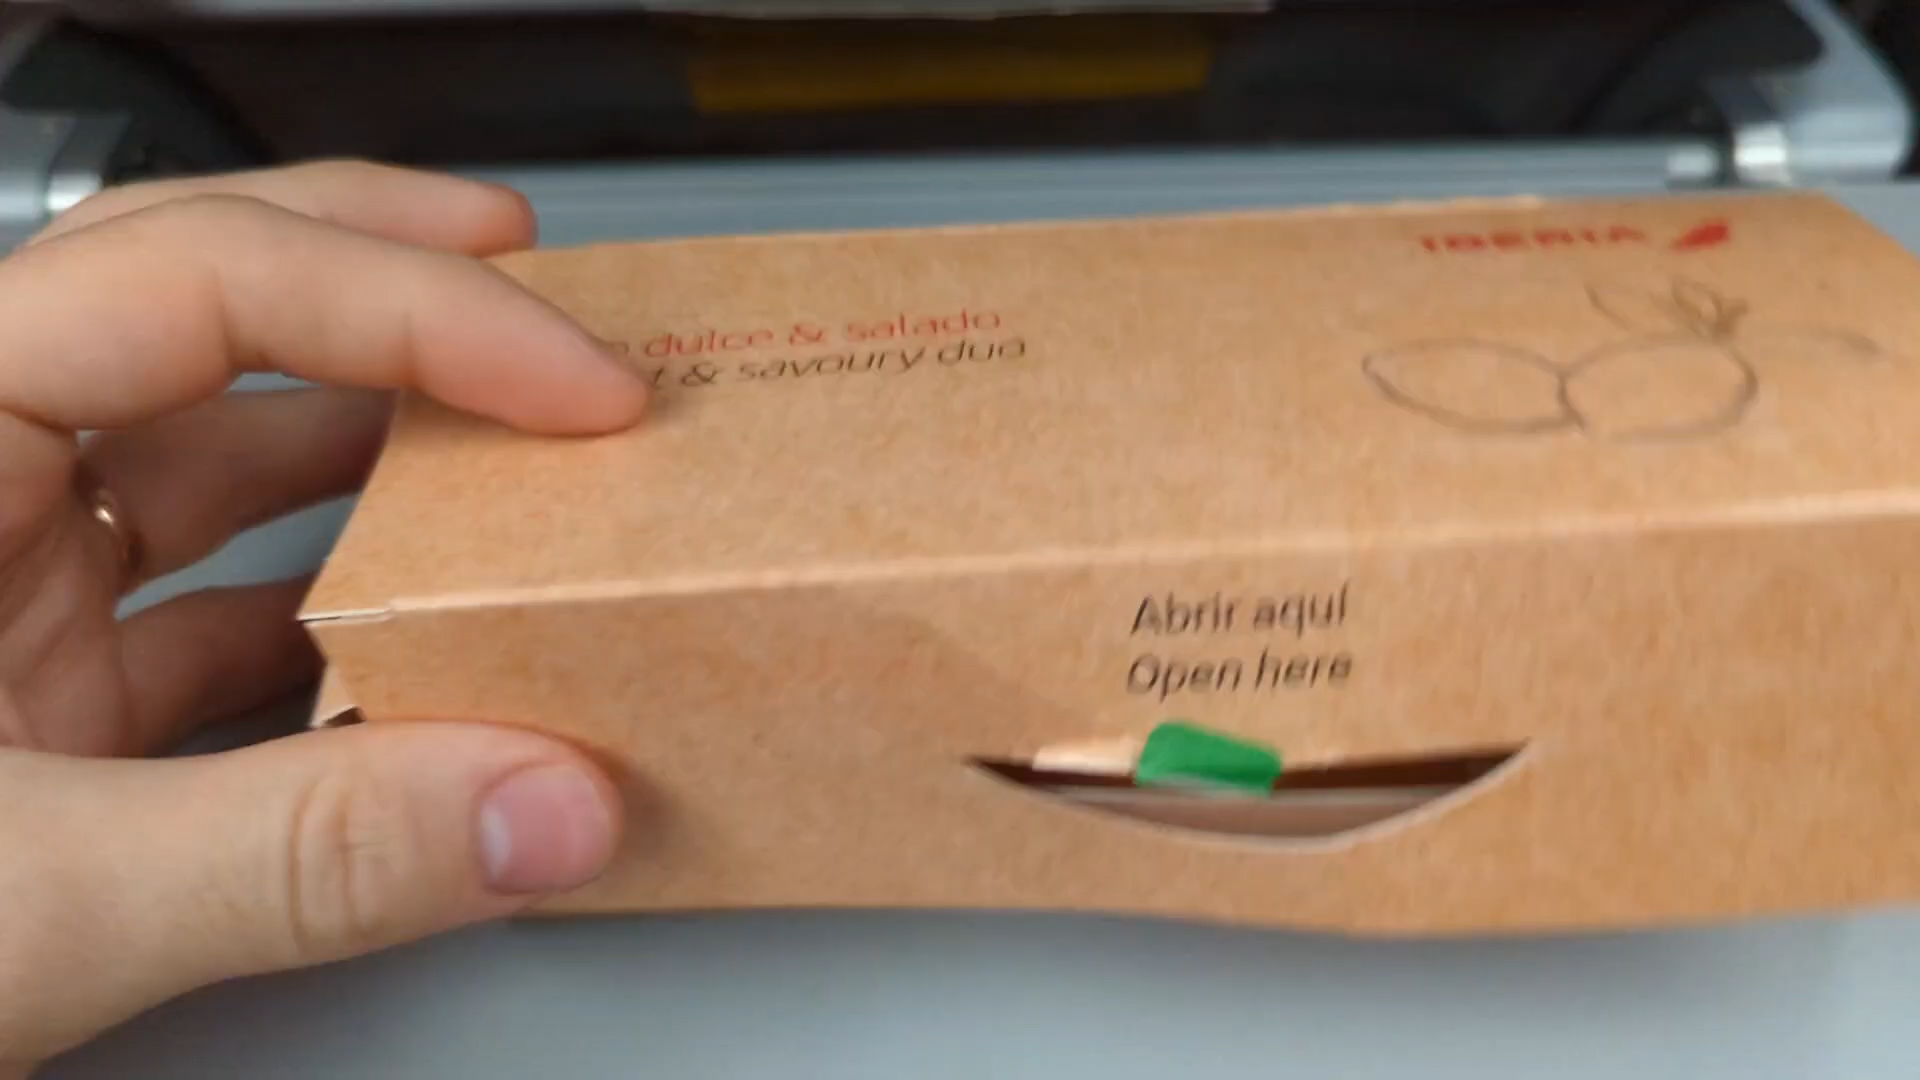 IBERIA
dulce & salado
& savoury duo
Abrir aquí
Open here